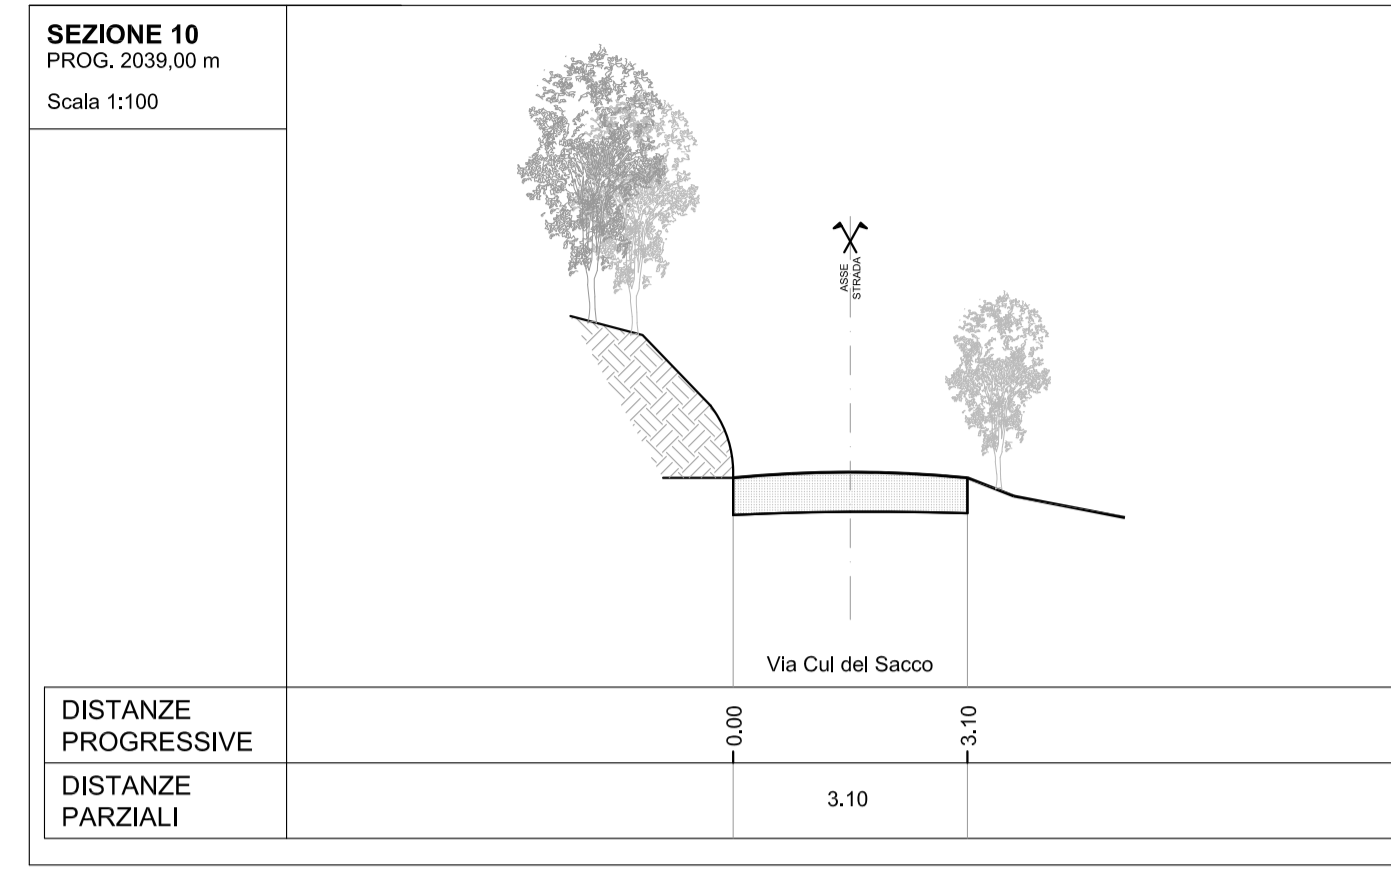 SEZIONE 10
PROG. 2039,00 m
Scala 1:100
ASSE
STRADA
Via Cul del Sacco
DISTANZE
PROGRESSIVE
0.00
3.10
DISTANZE
PARZIALI
3.10